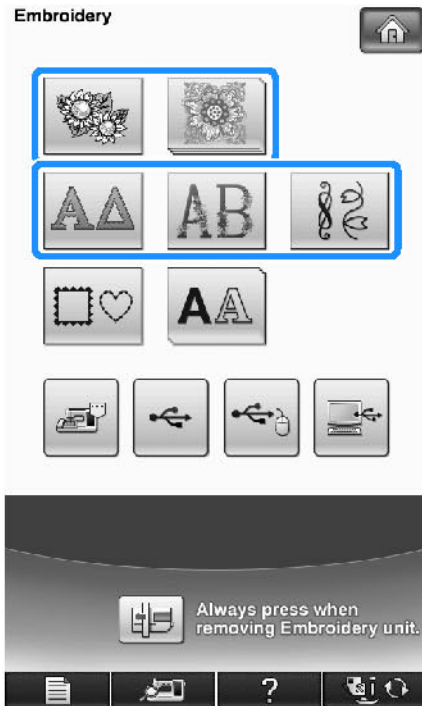 Embroidery
AΔ
AB
AA
Always press when
removing Embroidery unit.
?